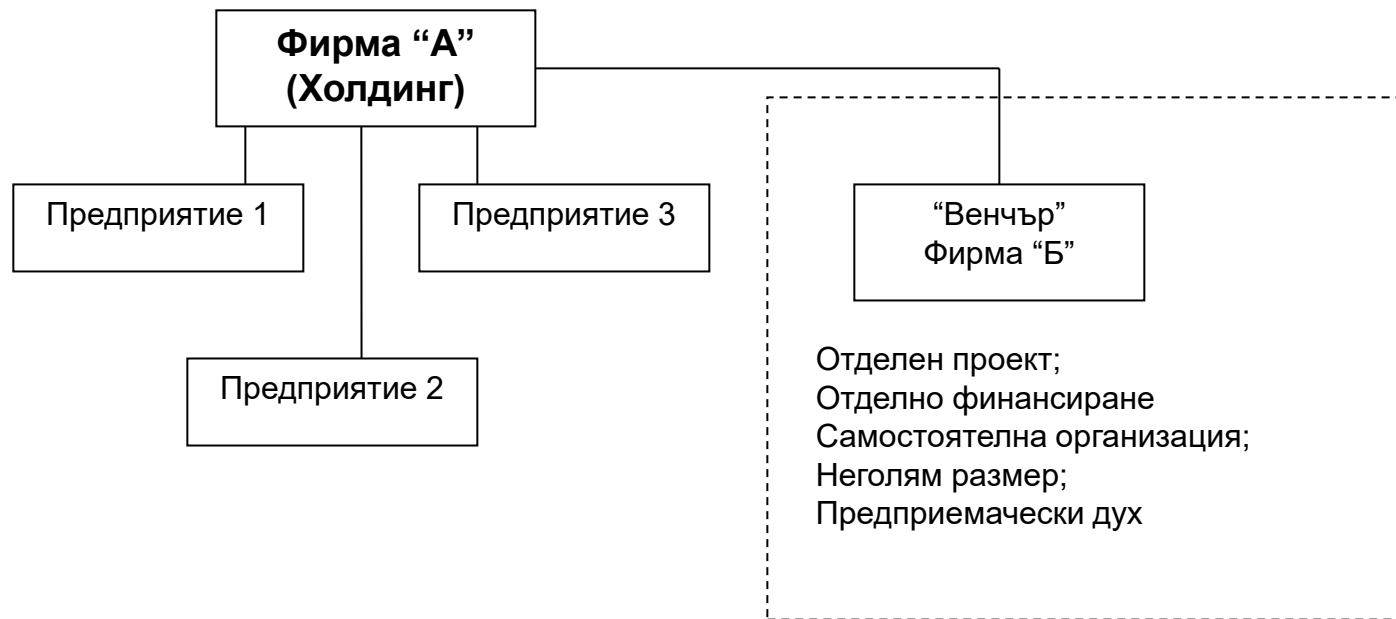 Фирма “А”
(Холдинг)
Предприятие 1
Предприятие 3
“Венчър”
Фирма “Б”
Предприятие 2
Отделен проект;
Отделно финансиране
Самостоятелна организация;
Неголям размер;
Предприемачески дух